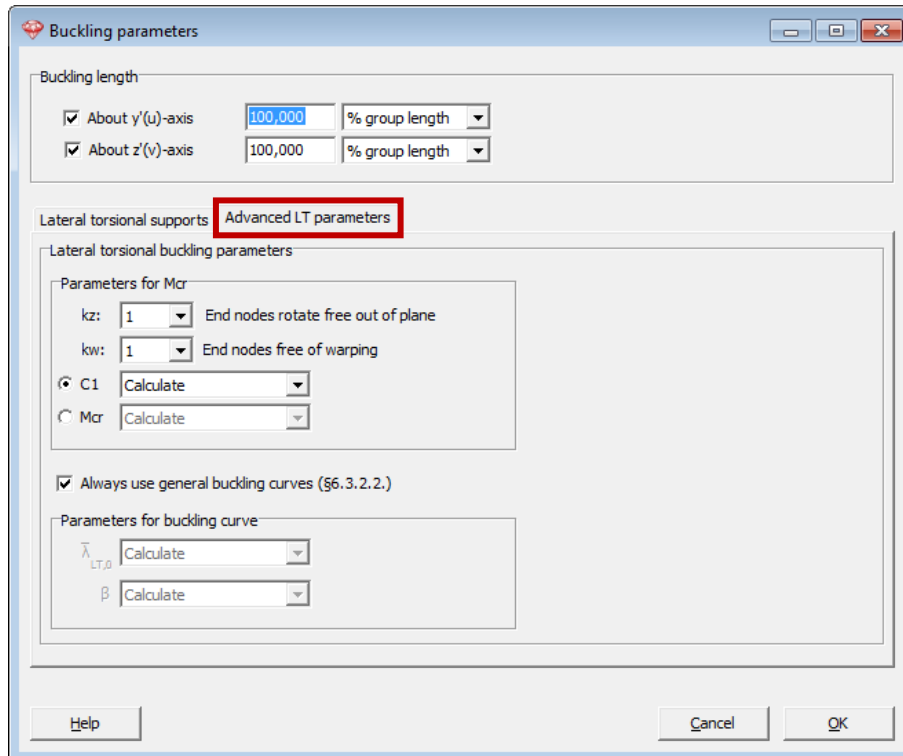 Buckling parameters
Buckling length
About y'(u)-axis 100,000 % group length
About z'(v)-axis 100,000 % group length
Lateral torsional supports Advanced LT parameters
Lateral torsional buckling parameters
Parameters for Mcr
kz: 1 End nodes rotate free out of plane
kw: 1 End nodes free of warping
C1 Calculate
Mcr Calculate
Always use general buckling curves (§6.3.2.2.)
Parameters for buckling curve
λ̅ LT,0 Calculate
β Calculate
Help Cancel OK